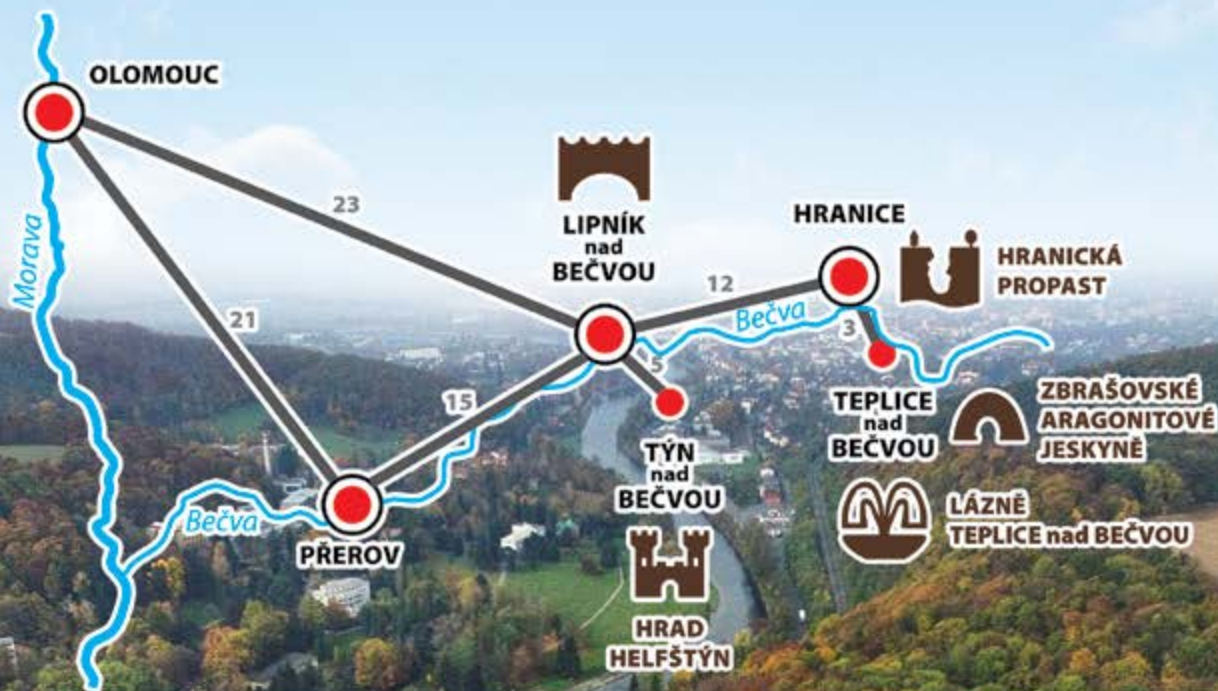 OLOMOUC
Morava
23
21
LIPNÍK
nad
BEČVOU
HRANICE
HRANICKÁ
PROPAST
12
Bečva
3
5
15
TEPLICE
nad
BEČVOU
ZBRAŠOVSKÉ
ARAGONITOVÉ
JESKYNĚ
TÝN
nad
BEČVOU
LÁZNĚ
TEPLICE nad BEČVOU
Bečva
PŘEROV
HRAD
HELFŠTÝN